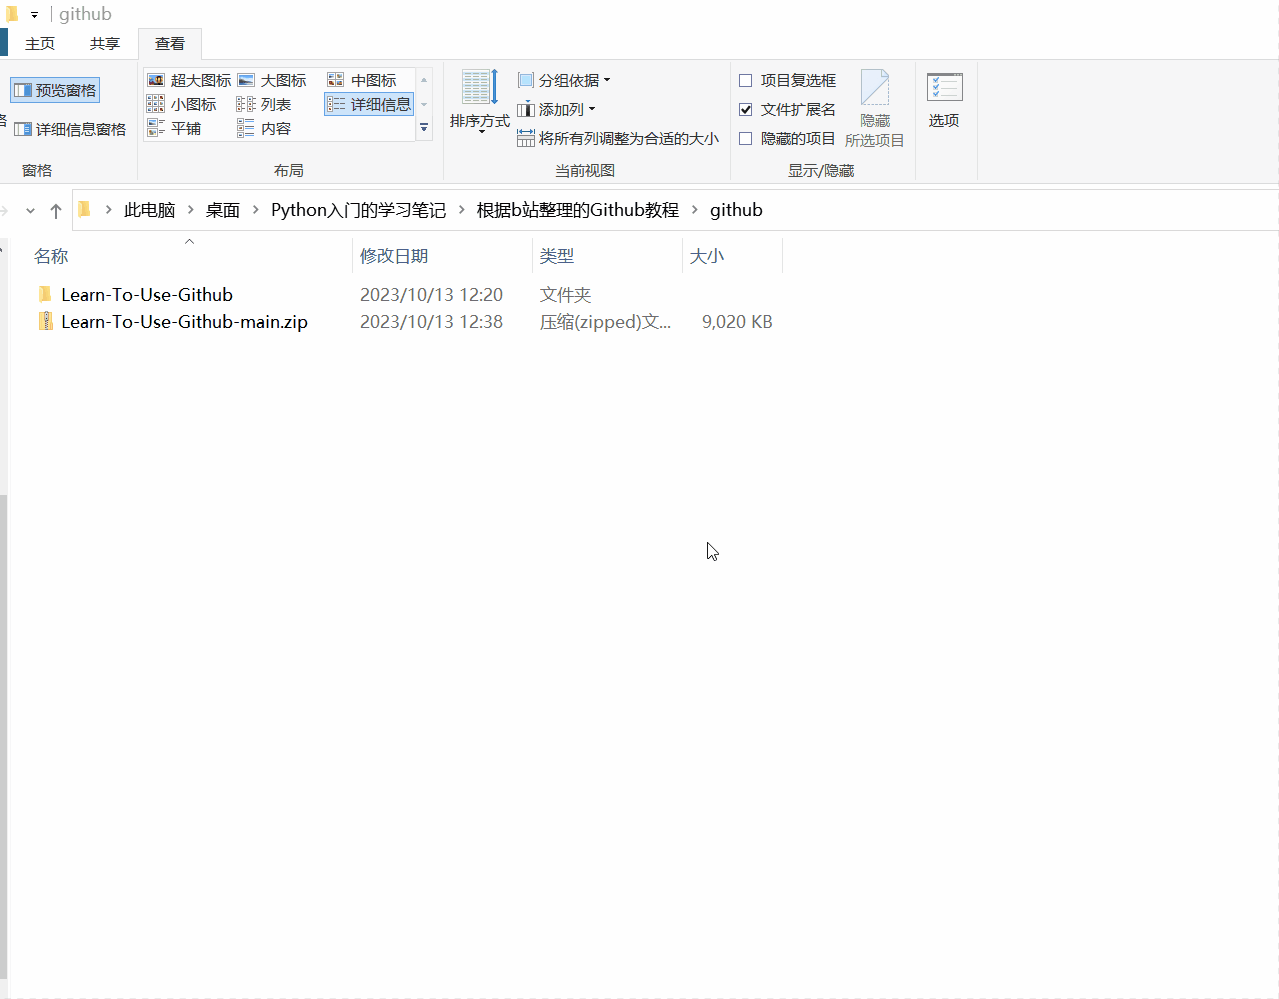 github
主页 共享 查看
预览窗格
详细信息窗格
窗格
超大图标 大图标 中图标
小图标 列表 详细信息
平铺 内容
布局
排序方式
分组依据
添加列
将所有列调整为合适的大小
当前视图
项目复选框
文件扩展名
隐藏的项目
隐藏
所选项目
显示/隐藏
选项
此电脑 桌面 Python入门的学习笔记 根据b站整理的Github教程 github
名称 修改日期 类型 大小
Learn-To-Use-Github 2023/10/13 12:20 文件夹
Learn-To-Use-Github-main.zip 2023/10/13 12:38 压缩(zipped)文... 9,020 KB